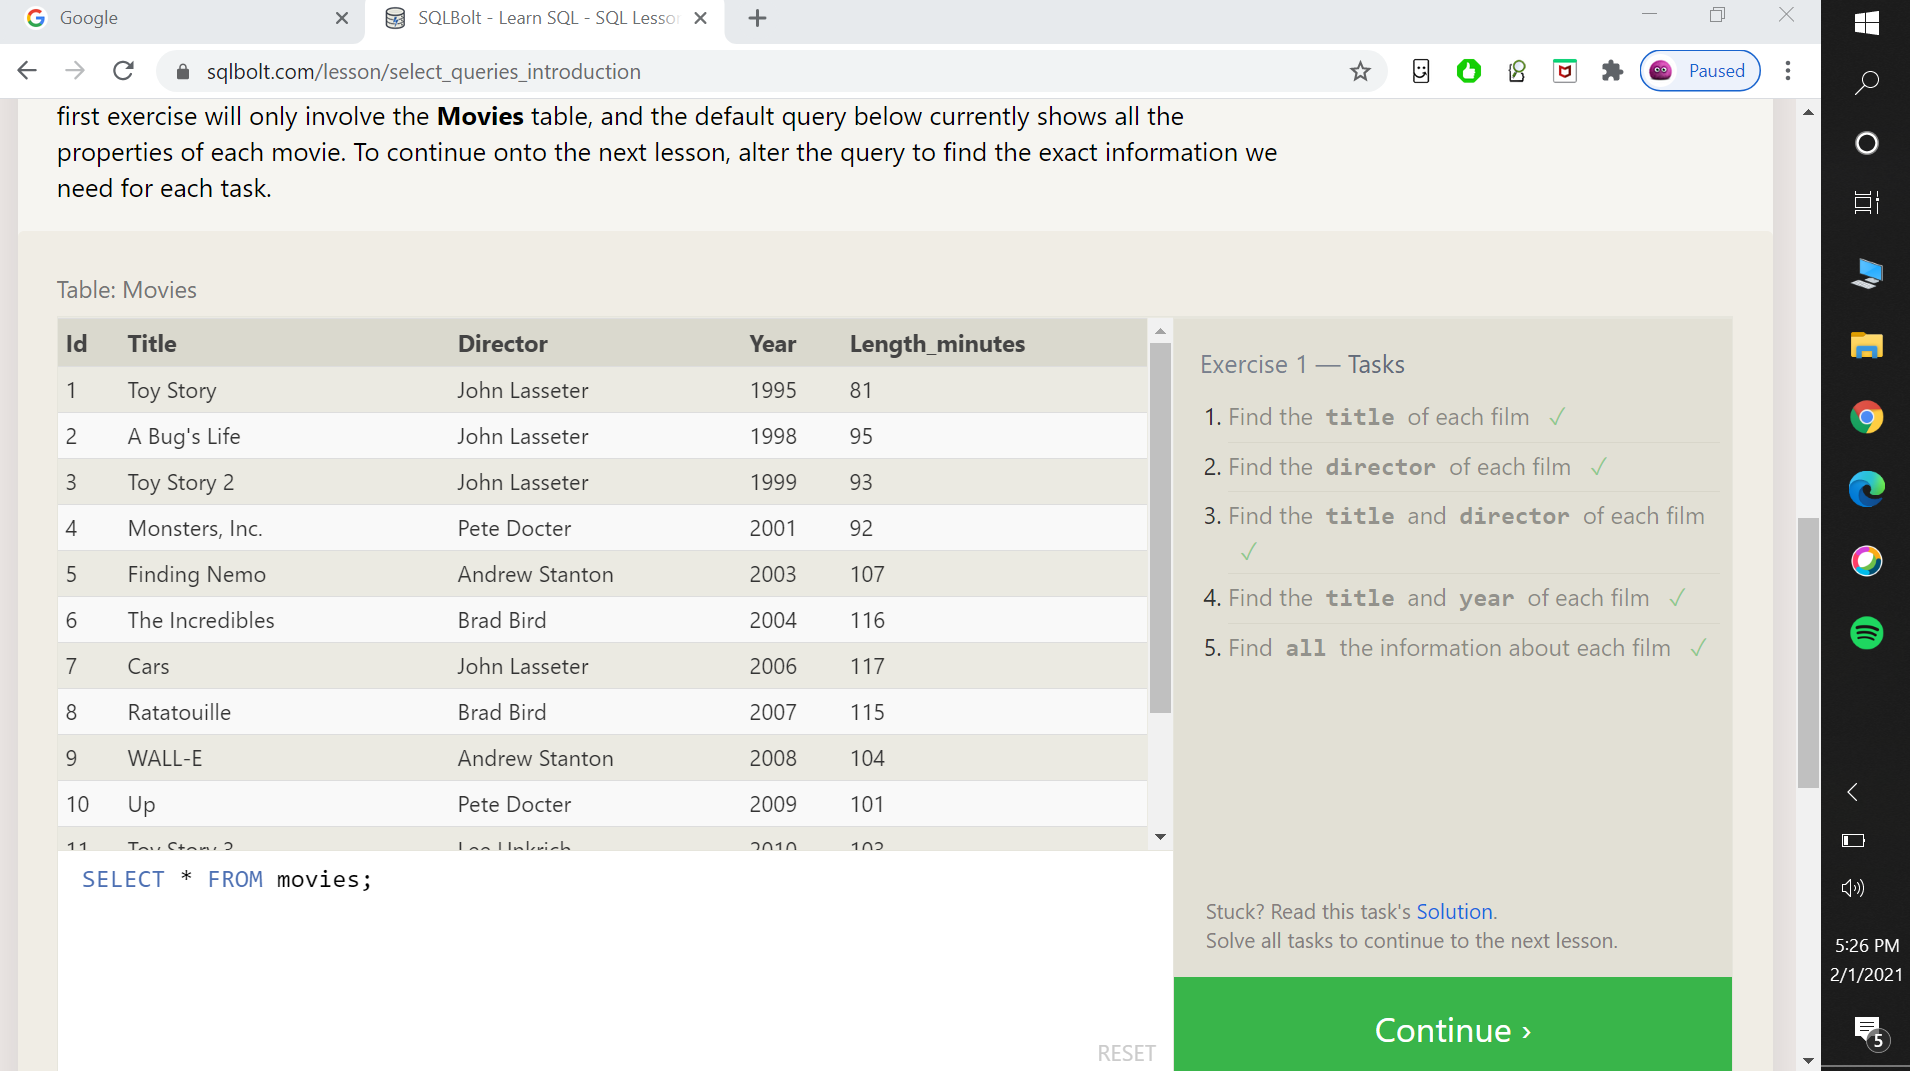 Google
SQLBolt - Learn SQL - SQL Lesso
sqlbolt.com/lesson/select_queries_introduction
Paused
first exercise will only involve the Movies table, and the default query below currently shows all the
properties of each movie. To continue onto the next lesson, alter the query to find the exact information we
need for each task.
Table: Movies
Id Title Director Year Length_minutes
1 Toy Story John Lasseter 1995 81
2 A Bug's Life John Lasseter 1998 95
3 Toy Story 2 John Lasseter 1999 93
4 Monsters, Inc. Pete Docter 2001 92
5 Finding Nemo Andrew Stanton 2003 107
6 The Incredibles Brad Bird 2004 116
7 Cars John Lasseter 2006 117
8 Ratatouille Brad Bird 2007 115
9 WALL-E Andrew Stanton 2008 104
10 Up Pete Docter 2009 101
11 Toy Story 3 Lee Unkrich 2010 103
SELECT * FROM movies;
RESET
Exercise 1 — Tasks
1. Find the title of each film ✓
2. Find the director of each film ✓
3. Find the title and director of each film
✓
4. Find the title and year of each film ✓
5. Find all the information about each film ✓
Stuck? Read this task's Solution.
Solve all tasks to continue to the next lesson.
Continue ›
5:26 PM
2/1/2021
5